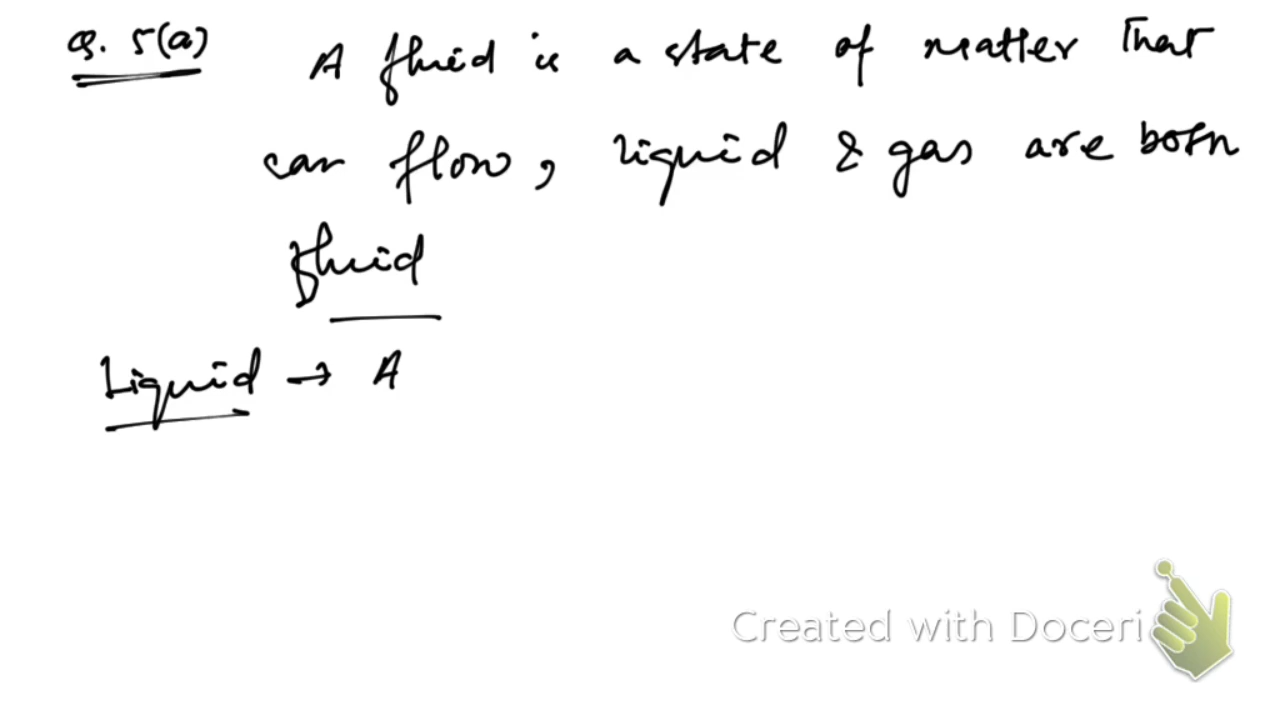 Q. 5(a) A fluid is a state of matter that
can flow, liquid & gas are both
fluid
Liquid → A
Created with Doceri